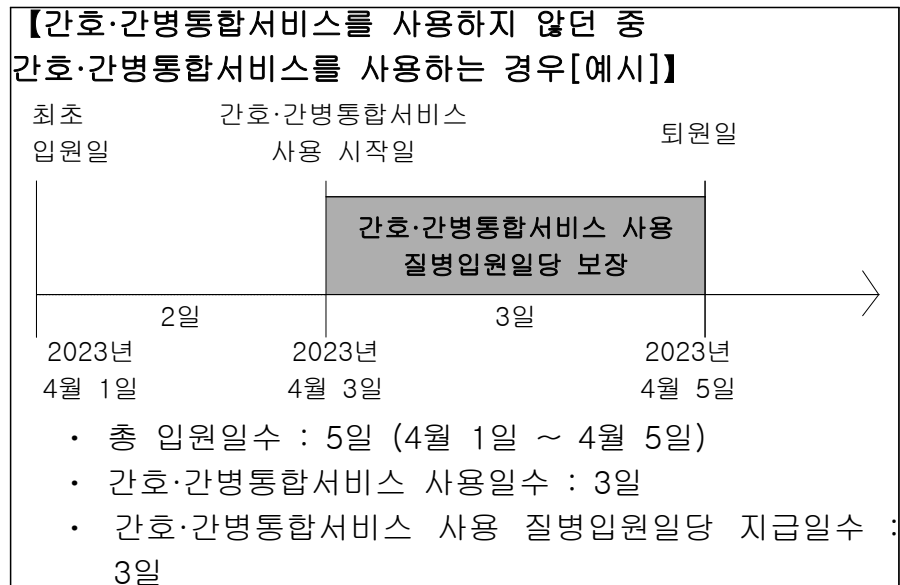 【간호·간병통합서비스를 사용하지 않던 중
간호·간병통합서비스를 사용하는 경우[예시]】
최초
입원일
간호·간병통합서비스
사용 시작일
퇴원일
간호·간병통합서비스 사용
질병입원일당 보장
2일
3일
2023년
4월 1일
2023년
4월 3일
2023년
4월 5일
· 총 입원일수 : 5일 (4월 1일 ~ 4월 5일)
· 간호·간병통합서비스 사용일수 : 3일
· 간호·간병통합서비스 사용 질병입원일당 지급일수 :
3일